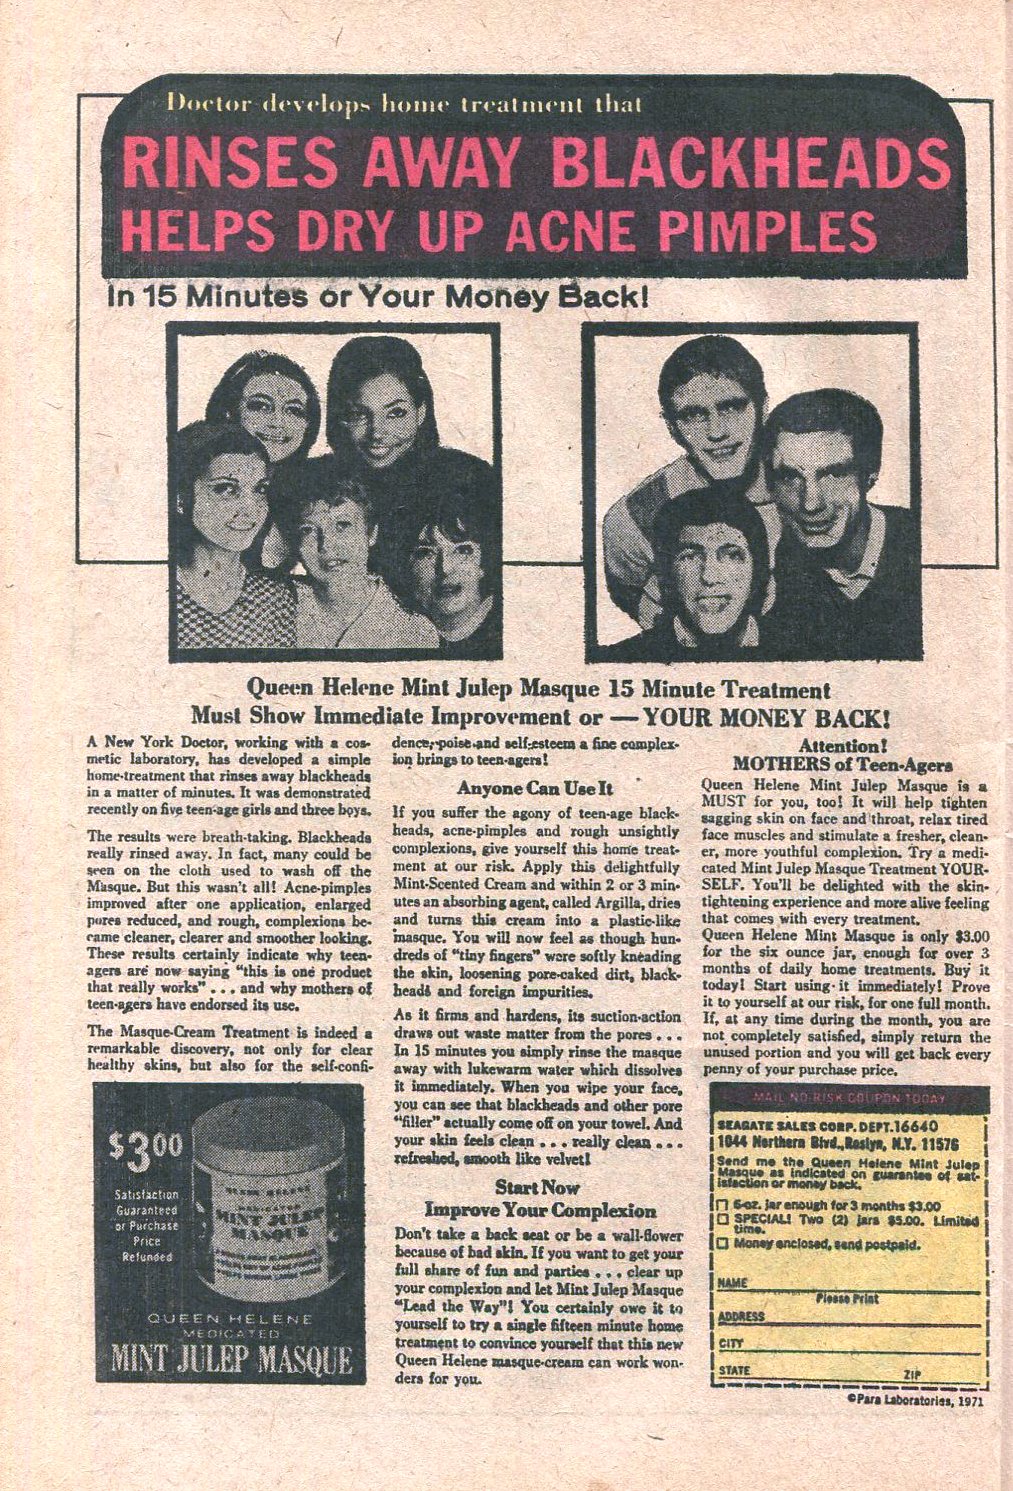 Doctor develops home treatment that
RINSES AWAY BLACKHEADS
HELPS DRY UP ACNE PIMPLES
In 15 Minutes or Your Money Back!
Queen Helene Mint Julep Masque 15 Minute Treatment
Must Show Immediate Improvement or — YOUR MONEY BACK!
A New York Doctor, working with a cos-
metic laboratory, has developed a simple
home-treatment that rinses away blackheads
in a matter of minutes. It was demonstrated
recently on five teen-age girls and three boys.
The results were breath-taking. Blackheads
really rinsed away. In fact, many could be
seen on the cloth used to wash off the
Masque. But this wasn't all! Acne-pimples
improved after one application, enlarged
pores reduced, and rough, complexions be-
came cleaner, clearer and smoother looking.
These results certainly indicate why teen-
agers are now saying "this is one product
that really works" . . . and why mothers of
teen-agers have endorsed its use.
The Masque-Cream Treatment is indeed a
remarkable discovery, not only for clear
healthy skins, but also for the self-confi-
$3.00
Satisfaction
Guaranteed
or Purchase
Price
Refunded
QUEEN HELENE
MEDICATED
MINT JULEP
MASQUE
QUEEN HELENE
MEDICATED
MINT JULEP MASQUE
dence, poise and self-esteem a fine complex-
ion brings to teen-agers!
Anyone Can Use It
If you suffer the agony of teen-age black-
heads, acne-pimples and rough unsightly
complexions, give yourself this home treat-
ment at our risk. Apply this delightfully
Mint-Scented Cream and within 2 or 3 min-
utes an absorbing agent, called Argilla, dries
and turns this cream into a plastic-like
masque. You will now feel as though hun-
dreds of "tiny fingers" were softly kneading
the skin, loosening pore-caked dirt, black-
heads and foreign impurities.
As it firms and hardens, its suction-action
draws out waste matter from the pores . . .
In 15 minutes you simply rinse the masque
away with lukewarm water which dissolves
it immediately. When you wipe your face,
you can see that blackheads and other pore
"filler" actually come off on your towel. And
your skin feels clean . . . really clean . . .
refreshed, smooth like velvet!
Start Now
Improve Your Complexion
Don't take a back seat or be a wall-flower
because of bad skin. If you want to get your
full share of fun and parties . . . clear up
your complexion and let Mint Julep Masque
"Lead the Way"! You certainly owe it to
yourself to try a single fifteen minute home
treatment to convince yourself that this new
Queen Helene masque-cream can work won-
ders for you.
Attention!
MOTHERS of Teen-Agers
Queen Helene Mint Julep Masque is a
MUST for you, too! It will help tighten
sagging skin on face and throat, relax tired
face muscles and stimulate a fresher, clean-
er, more youthful complexion. Try a medi-
cated Mint Julep Masque Treatment YOUR-
SELF. You'll be delighted with the skin-
tightening experience and more alive feeling
that comes with every treatment.
Queen Helene Mint Masque is only $3.00
for the six ounce jar, enough for over 3
months of daily home treatments. Buy it
today! Start using it immediately! Prove
it to yourself at our risk, for one full month.
If, at any time during the month, you are
not completely satisfied, simply return the
unused portion and you will get back every
penny of your purchase price.
MAIL NO RISK COUPON TODAY
SEAGATE SALES CORP. DEPT.16640
1044 Northern Blvd., Roslyn, N.Y. 11576
Send me the Queen Helene Mint Julep
Masque as indicated on guarantee of sat-
isfaction or money back.
6-oz. jar enough for 3 months $3.00
SPECIAL! Two (2) jars $5.00. Limited
time.
Money enclosed, send postpaid.
NAME
Please Print
ADDRESS
CITY
STATE ZIP
©Para Laboratories, 1971